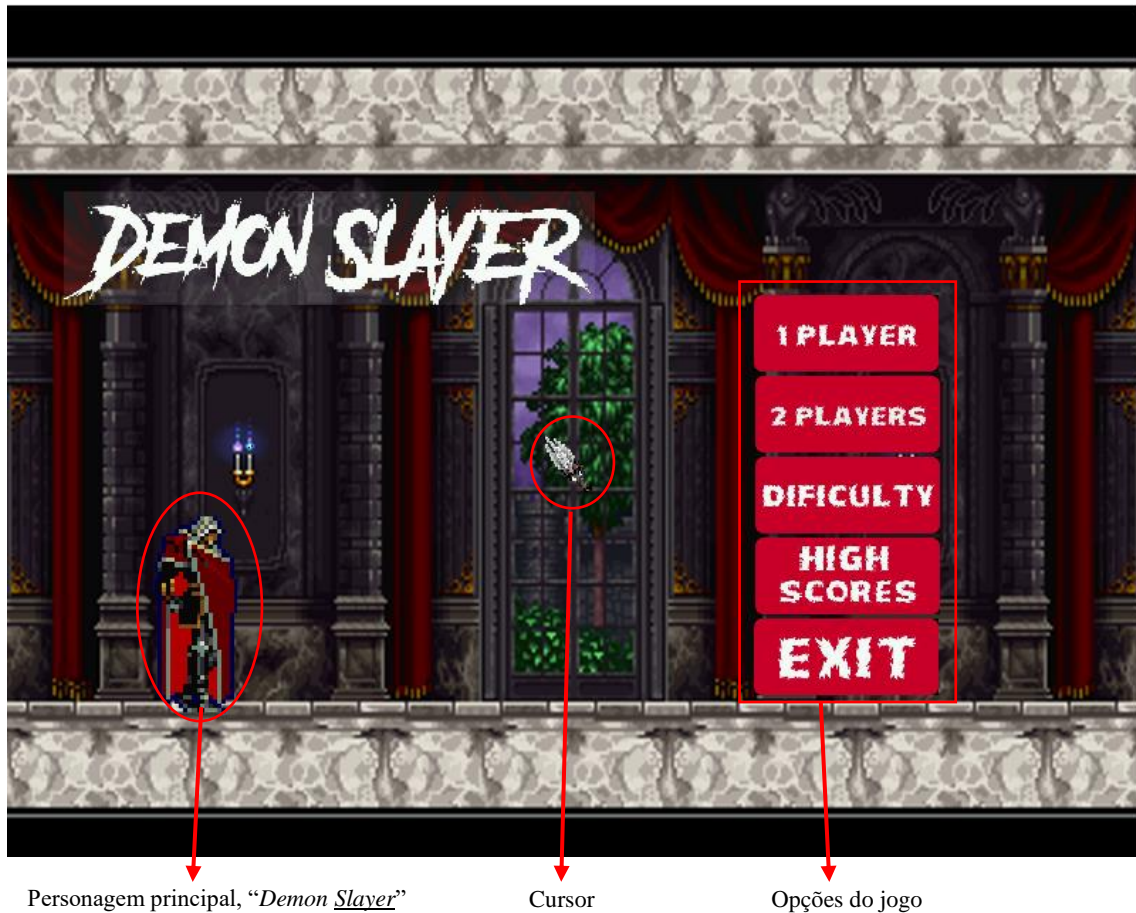 DEMON SLAYER
1 PLAYER
2 PLAYERS
DIFICULTY
HIGH
SCORES
EXIT
Personagem principal, “Demon Slayer”
Cursor
Opções do jogo